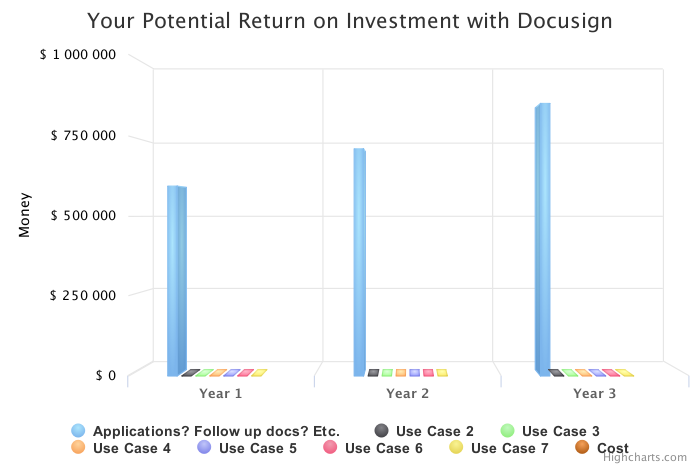 Your Potential Return on Investment with Docusign
$ 1 000 000
$ 750 000
$ 500 000
$ 250 000
$ 0
Money
Year 1
Year 2
Year 3
Applications? Follow up docs? Etc.
Use Case 2
Use Case 3
Use Case 4
Use Case 5
Use Case 6
Use Case 7
Cost
Highcharts.com